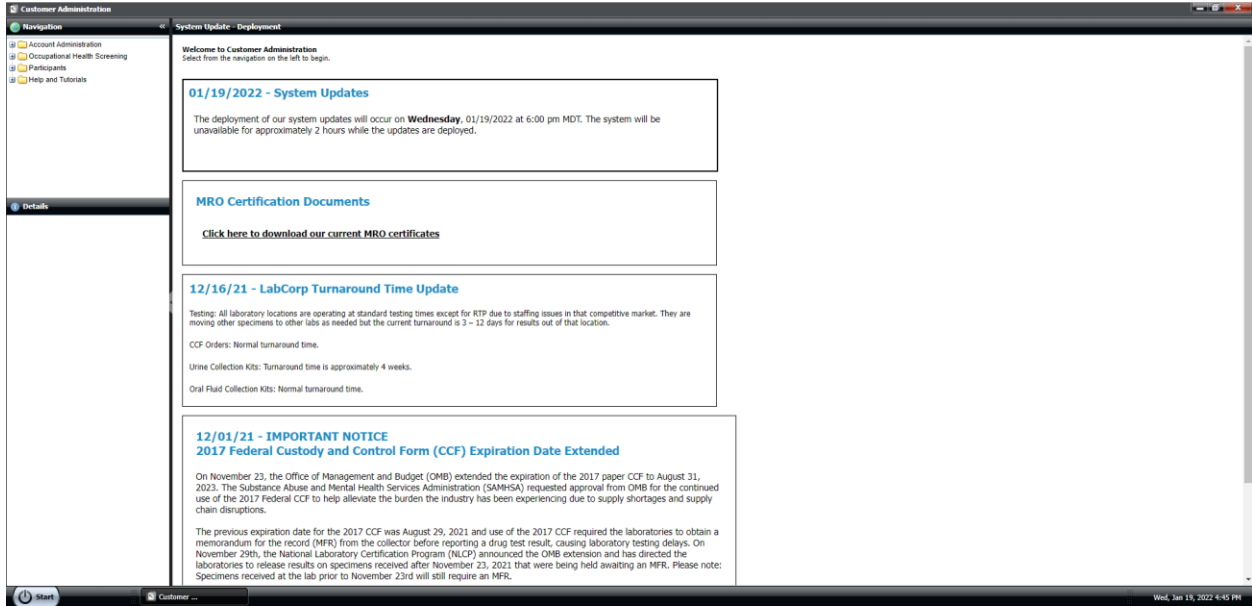 Customer Administration
Navigation «
System Update - Deployment
Account Administration
Occupational Health Screening
Participants
Help and Tutorials
Details
Welcome to Customer Administration
Select from the navigation on the left to begin.
01/19/2022 - System Updates
The deployment of our system updates will occur on Wednesday, 01/19/2022 at 6:00 pm MDT. The system will be
unavailable for approximately 2 hours while the updates are deployed.
MRO Certification Documents
Click here to download our current MRO certificates
12/16/21 - LabCorp Turnaround Time Update
Testing: All laboratory locations are operating at standard testing times except for RTP due to staffing issues in that competitive market. They are
moving other specimens to other labs as needed but the current turnaround is 3 – 12 days for results out of that location.
CCF Orders: Normal turnaround time.
Urine Collection Kits: Turnaround time is approximately 4 weeks.
Oral Fluid Collection Kits: Normal turnaround time.
12/01/21 - IMPORTANT NOTICE
2017 Federal Custody and Control Form (CCF) Expiration Date Extended
On November 23, the Office of Management and Budget (OMB) extended the expiration of the 2017 paper CCF to August 31,
2023. The Substance Abuse and Mental Health Services Administration (SAMHSA) requested approval from OMB for the continued
use of the 2017 Federal CCF to help alleviate the burden the industry has been experiencing due to supply shortages and supply
chain disruptions.
The previous expiration date for the 2017 CCF was August 29, 2021 and use of the 2017 CCF required the laboratories to obtain a
memorandum for the record (MFR) from the collector before reporting a drug test result, causing laboratory testing delays. On
November 29th, the National Laboratory Certification Program (NLCP) announced the OMB extension and has directed the
laboratories to release results on specimens received after November 23, 2021 that were being held awaiting an MFR. Please note:
Specimens received at the lab prior to November 23rd will still require an MFR.
Start
Customer ...
Wed, Jan 19, 2022 4:45 PM